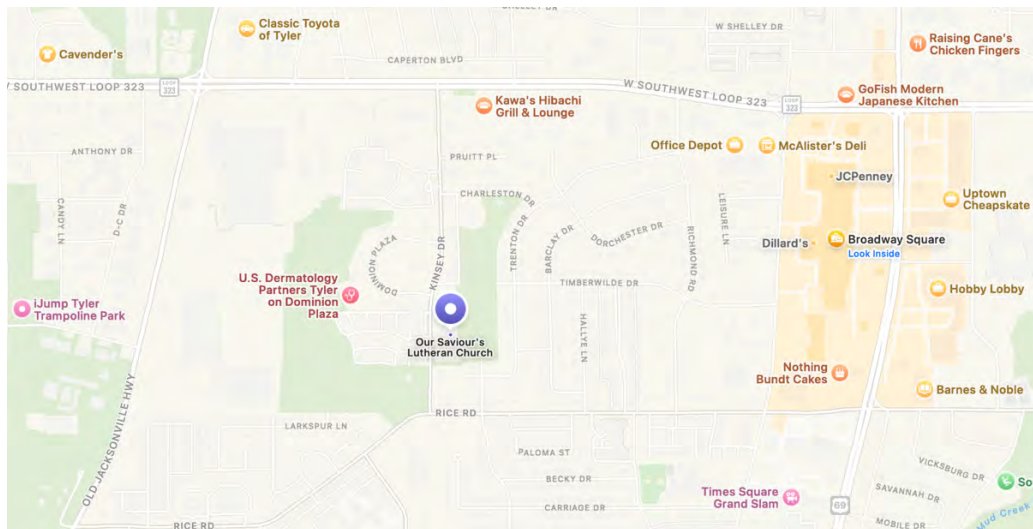 SHELLEY DR
W SHELLEY DR
Classic Toyota
of Tyler
Cavender's
Raising Cane's
Chicken Fingers
CAPERTON BLVD
W SOUTHWEST LOOP 323
LOOP
323
W SOUTHWEST LOOP 323
LOOP
323
GoFish Modern
Japanese Kitchen
Kawa's Hibachi
Grill & Lounge
ANTHONY DR
PRUITT PL
Office Depot
McAlister's Deli
JCPenney
CHARLESTON DR
Uptown
Cheapskate
CANDY LN
D-C DR
KINSEY DR
DOMINION PLAZA
TRENTON DR
BARCLAY DR
DORCHESTER DR
RICHMOND RD
LEISURE LN
Dillard's
Broadway Square
Look Inside
U.S. Dermatology
Partners Tyler
on Dominion
Plaza
TIMBERWILDE DR
Hobby Lobby
iJump Tyler
Trampoline Park
HALLYE LN
Our Saviour's
Lutheran Church
Nothing
Bundt Cakes
Barnes & Noble
OLD JACKSONVILLE HWY
RICE RD
LARKSPUR LN
PALOMA ST
VICKSBURG DR
BECKY DR
So
SAVANNAH DR
Times Square
Grand Slam
69
CARRIAGE DR
Mud Creek
RICE RD
MOBILE DR